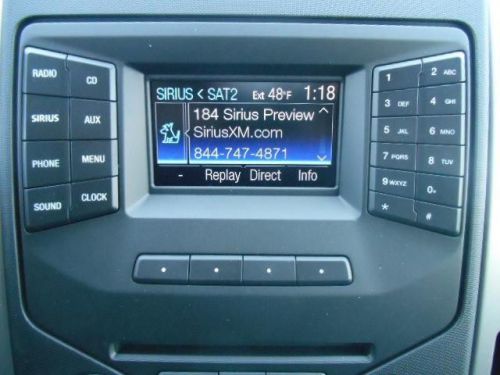 SIRIUS < SAT2 Ext 48°F 1:18
184 Sirius Preview
SiriusXM.com
844-747-4871
- Replay Direct Info
RADIO CD
SIRIUS AUX
PHONE MENU
SOUND CLOCK
1 2 ABC
3 DEF 4 GHI
5 JKL 6 MNO
7 PQRS 8 TUV
9 WXYZ 0
* #